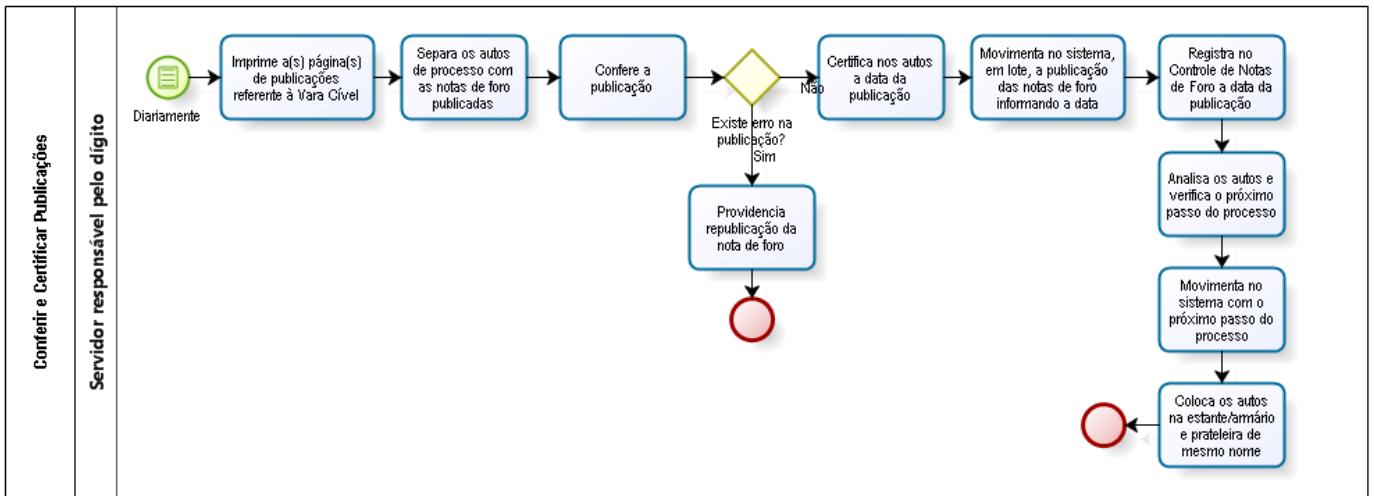 Conferir e Certificar Publicações
Servidor responsável pelo dígito
Diariamente
Imprime a(s) página(s)
de publicações
referente à Vara Cível
Separa os autos
de processo com
as notas de foro
publicadas
Confere a
publicação
Existe erro na
publicação?
Sim
Não
Providencia
republicação da
nota de foro
Certifica nos autos
a data da
publicação
Movimenta no sistema,
em lote, a publicação
das notas de foro
informando a data
Registra no
Controle de Notas
de Foro a data da
publicação
Analisa os autos e
verifica o próximo
passo do processo
Movimenta no
sistema com o
próximo passo do
processo
Coloca os autos
na estante/armário
e prateleira de
mesmo nome